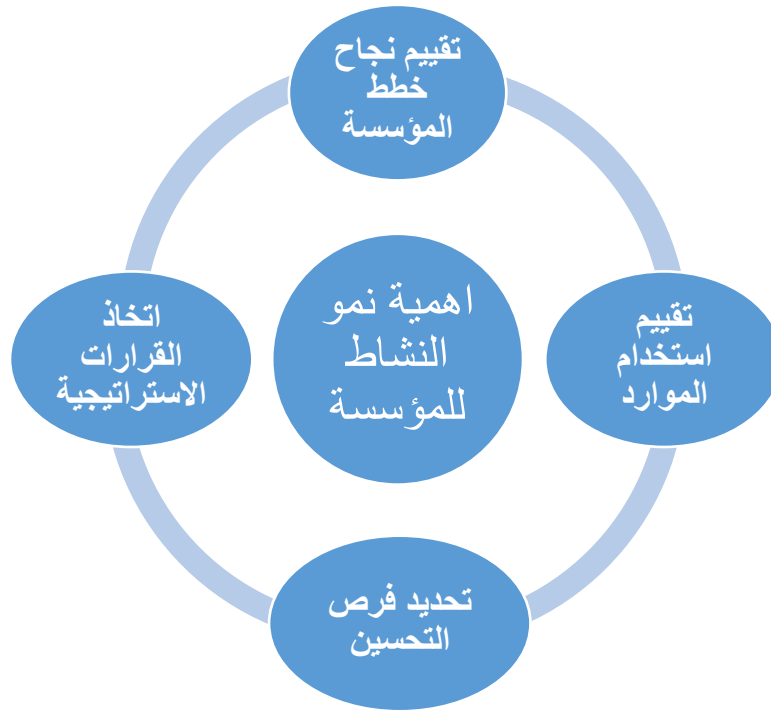 تقييم نجاح
خطط
المؤسسة
اهمية نمو
النشاط
للمؤسسة
تقييم
استخدام
الموارد
تحديد فرص
التحسين
اتخاذ
القرارات
الاستراتيجية